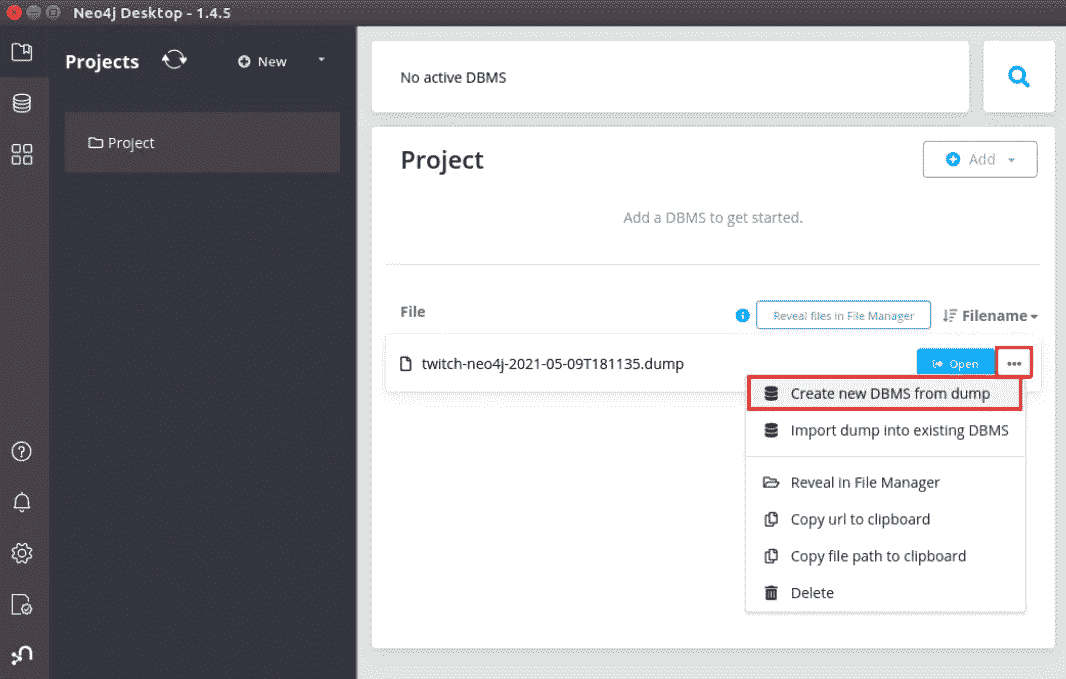 Neo4j Desktop - 1.4.5
Projects
New
Project
No active DBMS
Project
Add
Add a DBMS to get started.
File
Reveal files in File Manager
Filename
twitch-neo4j-2021-05-09T181135.dump
Open
Create new DBMS from dump
Import dump into existing DBMS
Reveal in File Manager
Copy url to clipboard
Copy file path to clipboard
Delete